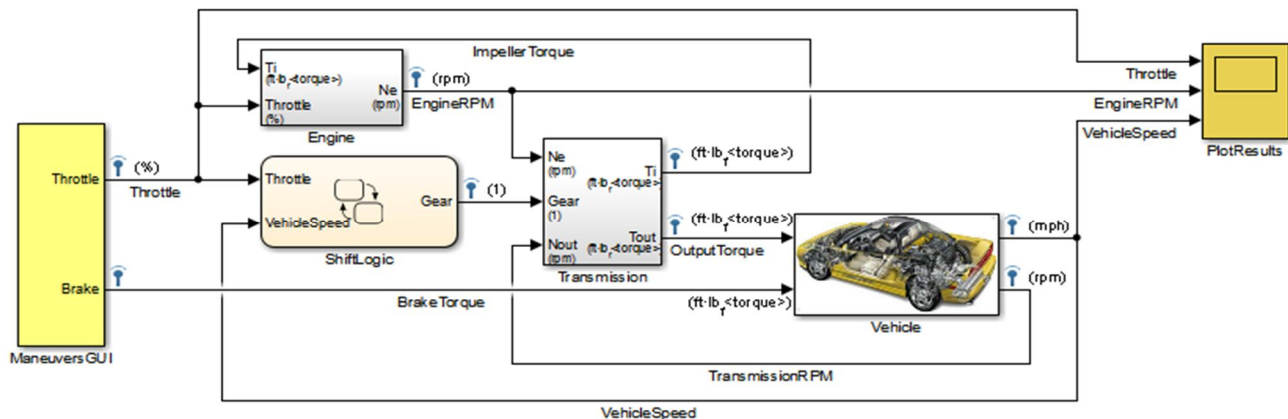 ImpellerTorque
Ti
(ft·lbf<torque>)
Throttle
(%)
Ne
(rpm)
Engine
(rpm)
EngineRPM
Throttle
EngineRPM
VehicleSpeed
PlotResults
Throttle
(%)
Throttle
Brake
ManeuversGUI
Throttle
VehicleSpeed
Gear
ShiftLogic
(1)
Ne
(rpm)
Gear
(1)
Nout
(rpm)
Ti
(ft·lbf<torque>)
Tout
(ft·lbf<torque>)
Transmission
(ft·lbf<torque>)
(ft·lbf<torque>)
OutputTorque
BrakeTorque
(ft·lbf<torque>)
Vehicle
(mph)
(rpm)
TransmissionRPM
VehicleSpeed